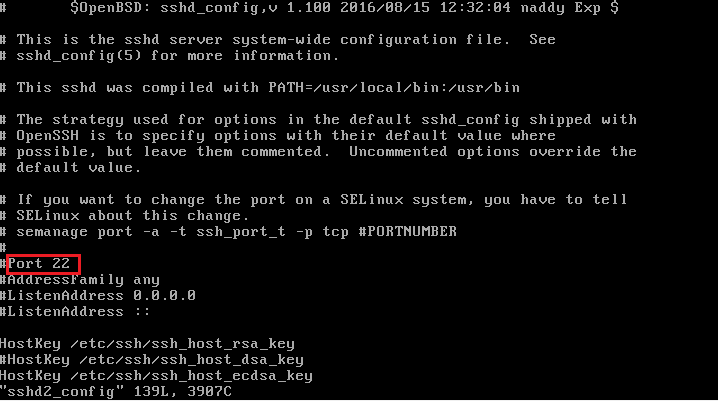 #       $OpenBSD: sshd_config,v 1.100 2016/08/15 12:32:04 naddy Exp $
# This is the sshd server system-wide configuration file.  See
# sshd_config(5) for more information.
# This sshd was compiled with PATH=/usr/local/bin:/usr/bin
# The strategy used for options in the default sshd_config shipped with
# OpenSSH is to specify options with their default value where
# possible, but leave them commented.  Uncommented options override the
# default value.
# If you want to change the port on a SELinux system, you have to tell
# SELinux about this change.
# semanage port -a -t ssh_port_t -p tcp #PORTNUMBER
#
#Port 22
#AddressFamily any
#ListenAddress 0.0.0.0
#ListenAddress ::
HostKey /etc/ssh/ssh_host_rsa_key
#HostKey /etc/ssh/ssh_host_dsa_key
HostKey /etc/ssh/ssh_host_ecdsa_key
"sshd2_config" 139L, 3907C